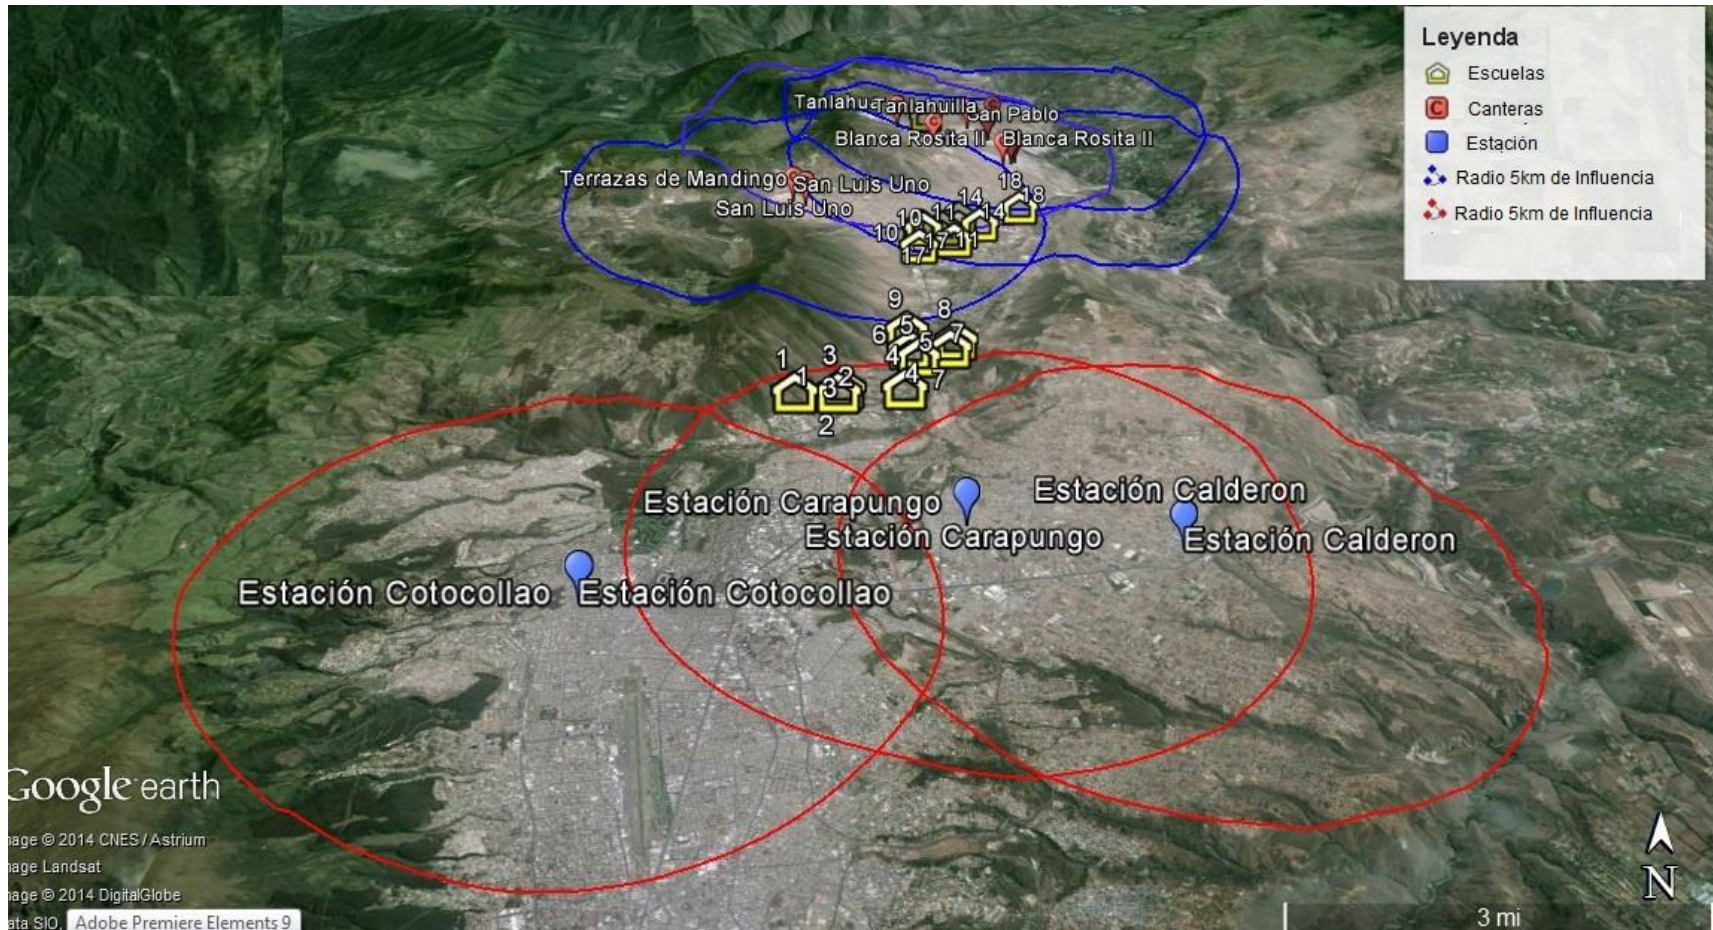 Leyenda
Escuelas
Canteras
Estación
Radio 5km de Influencia
Radio 5km de Influencia
Tanlahuilla
San Pablo
Blanca Rosita II
Blanca Rosita II
Terrazas de Mandingo
San Luis Uno
San Luis Uno
18
18
14
14
11
10
10
17
11
17
9
8
5
6
7
5
4
4
7
1
3
1
2
3
2
Estación Carapungo
Estación Calderon
Estación Carapungo
Estación Calderon
Estación Cotocollao
Estación Cotocollao
Google earth
© 2014 CNES / Astrium
Landsat
© 2014 DigitalGlobe
SIO,
Adobe Premiere Elements 9
N
3 mi